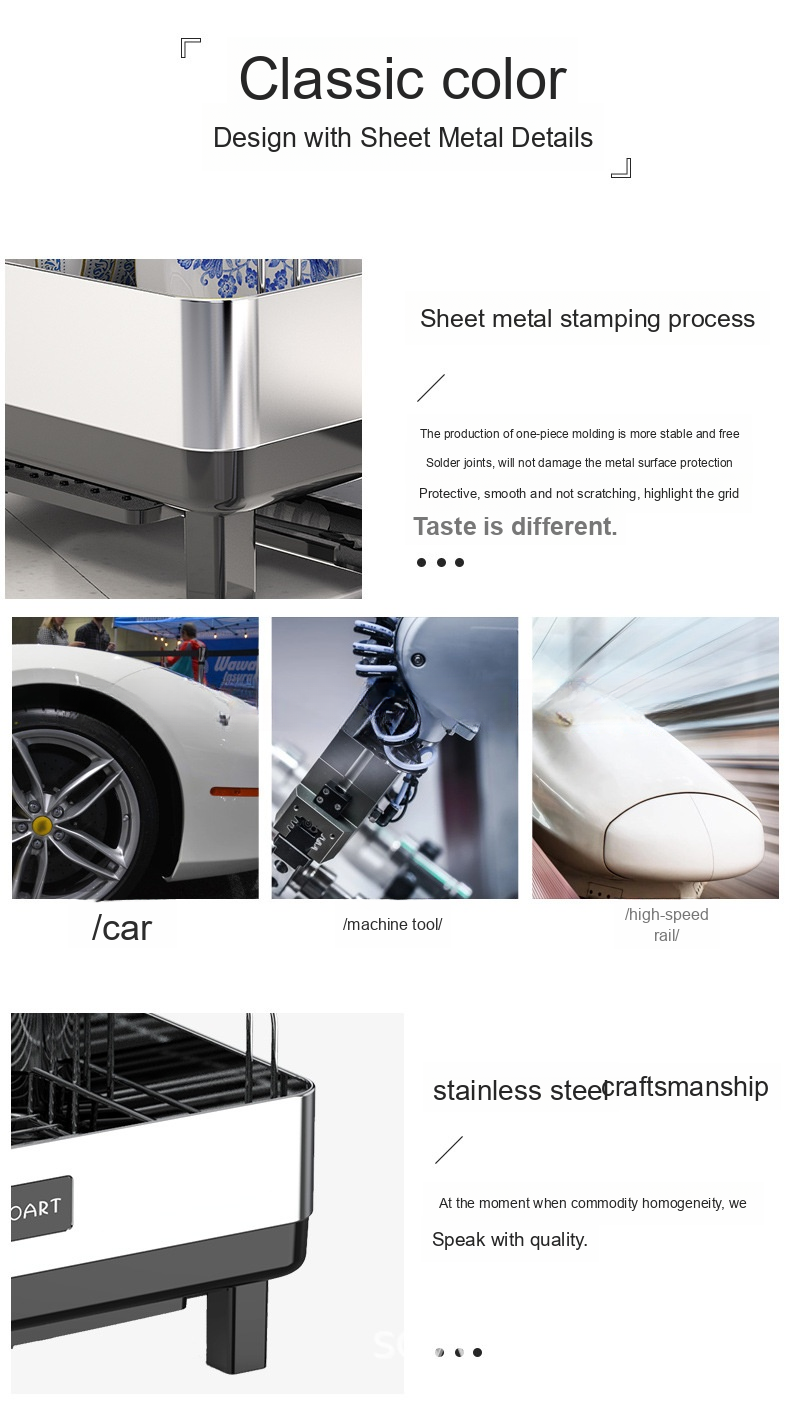 Classic color
Design with Sheet Metal Details
Sheet metal stamping process
The production of one-piece molding is more stable and free
Solder joints, will not damage the metal surface protection
Protective, smooth and not scratching, highlight the grid
Taste is different.
Wawa
/car
/machine tool/
/high-speed
rail/
stainless steel craftsmanship
OART
At the moment when commodity homogeneity, we
Speak with quality.